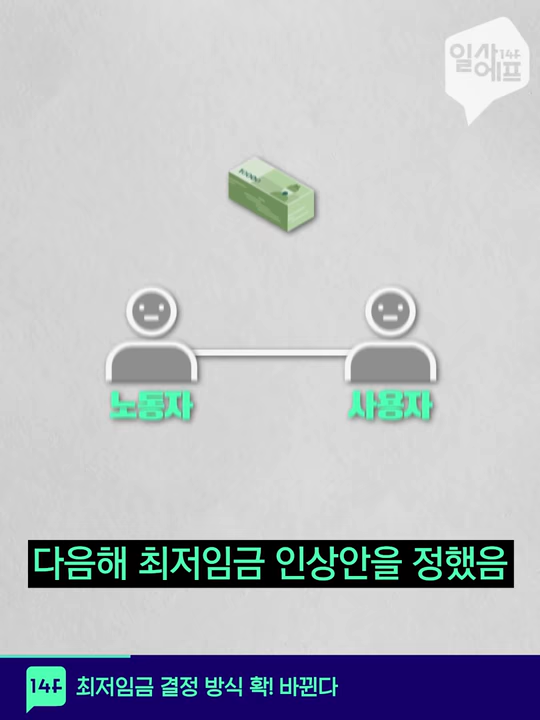 일사 14F
에프
10000
노동자
사용자
다음해 최저임금 인상안을 정했음
14F 최저임금 결정 방식 확! 바뀐다